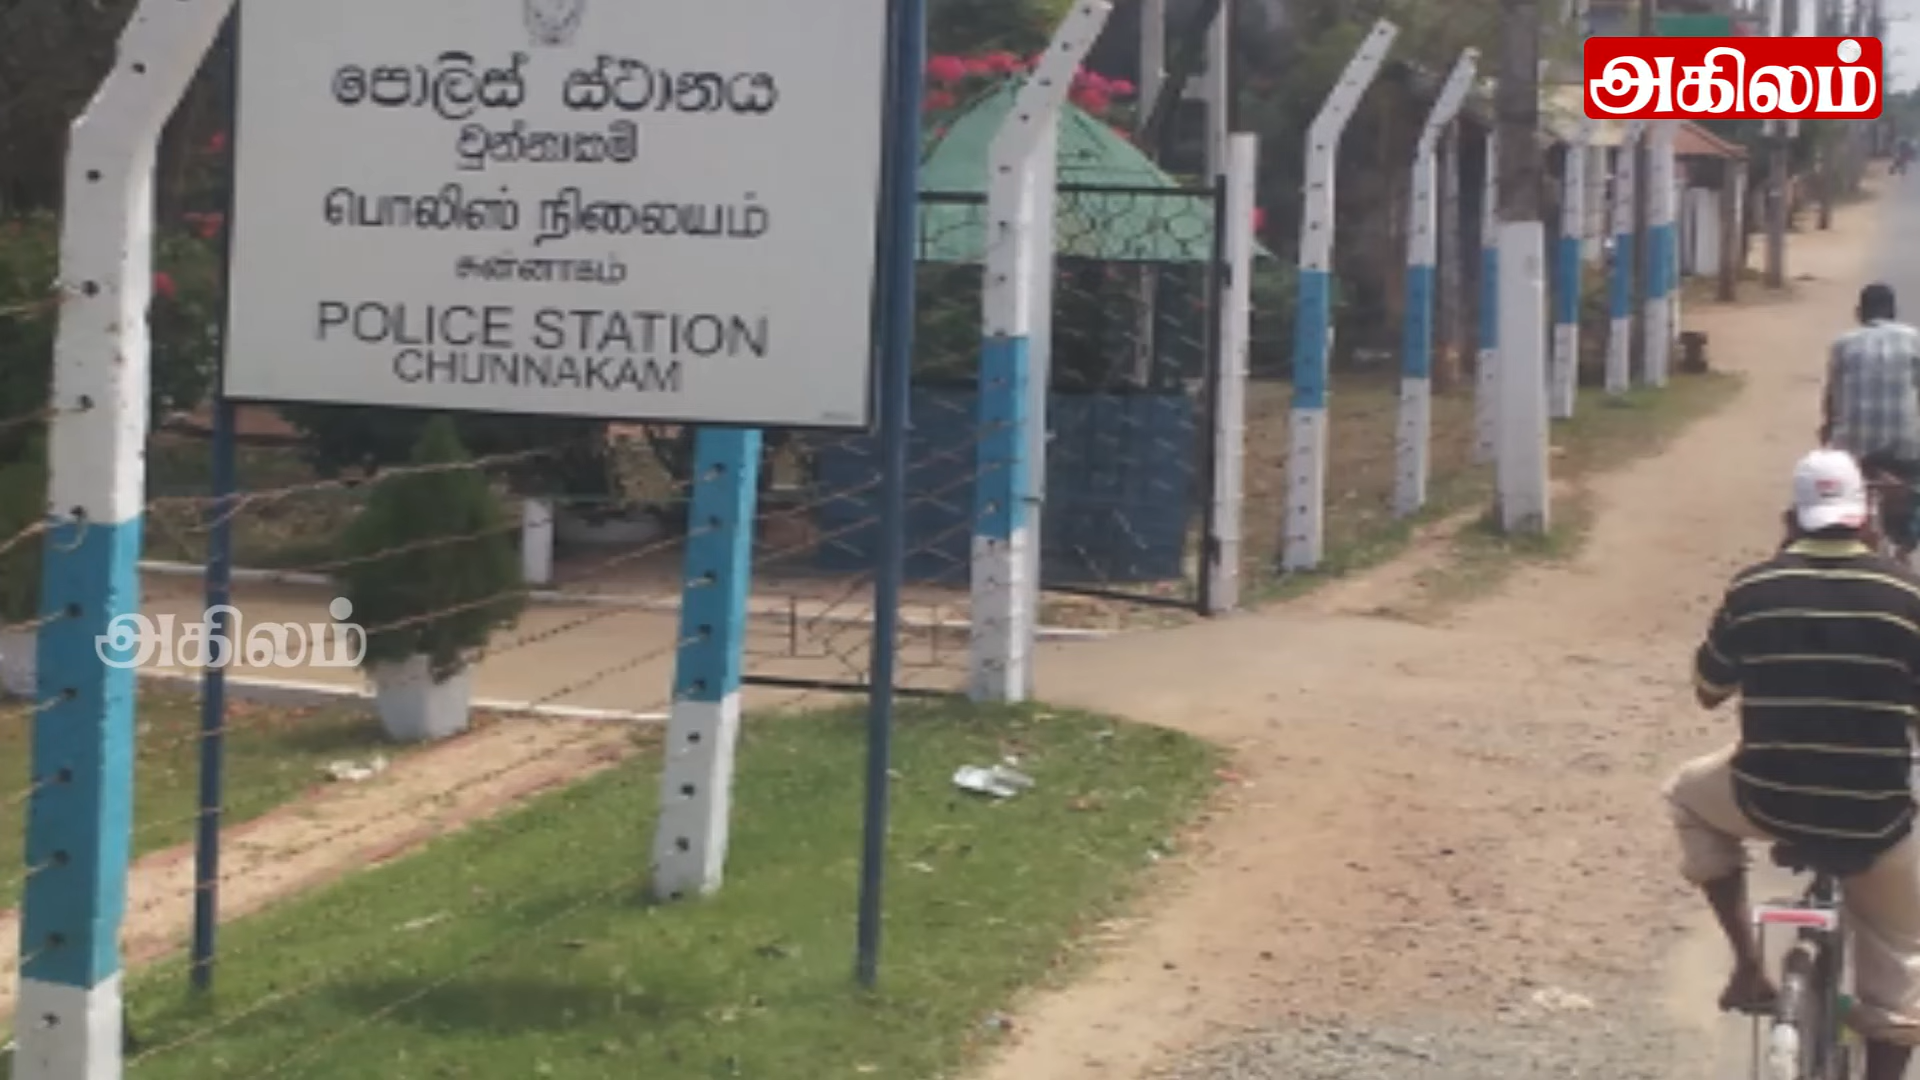 පොලිස් ස්ථානය
චුන්නාකම්
பொலிஸ் நிலையம்
சுன்னாகம்
POLICE STATION
CHUNNAKAM
அகிலம்
அகிலம்